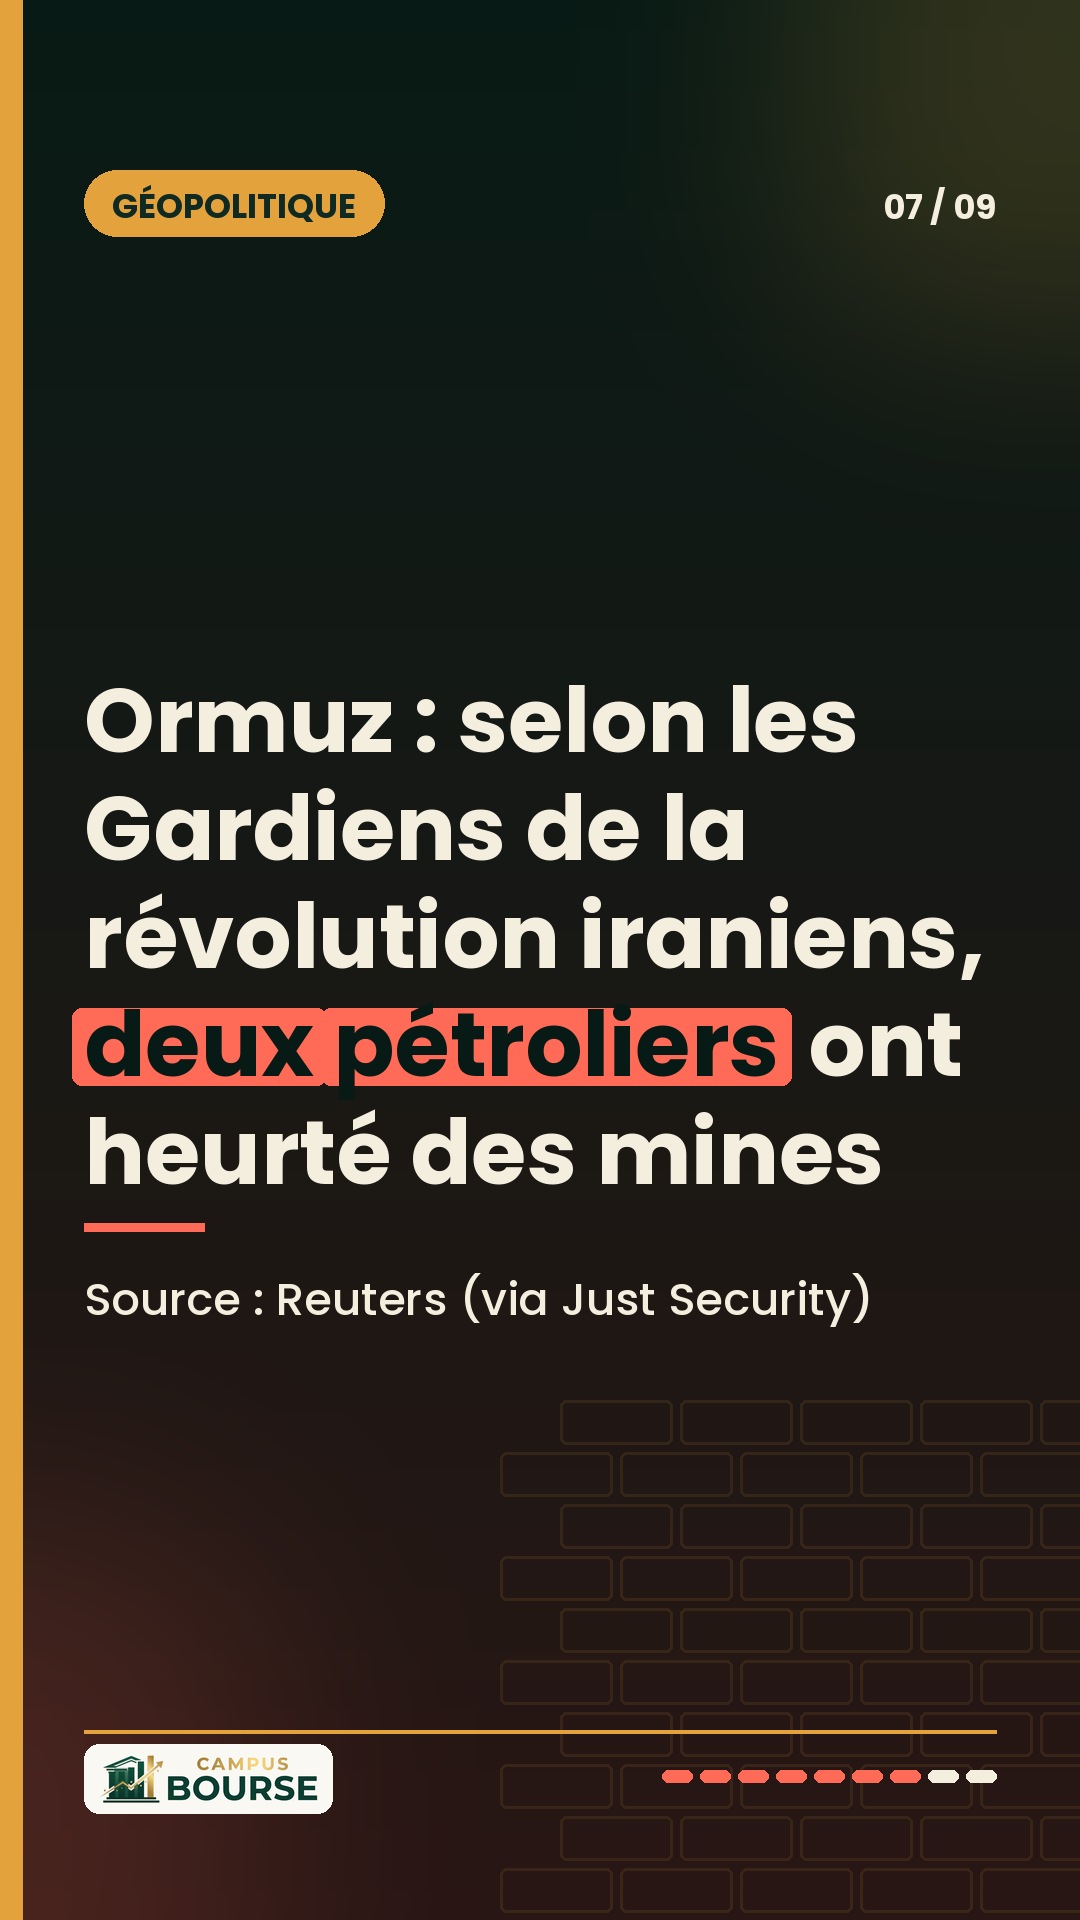 GÉOPOLITIQUE
07 / 09
Ormuz : selon les
Gardiens de la
révolution iraniens,
deux pétroliers ont
heurté des mines
Source : Reuters (via Just Security)
CAMPUS
BOURSE